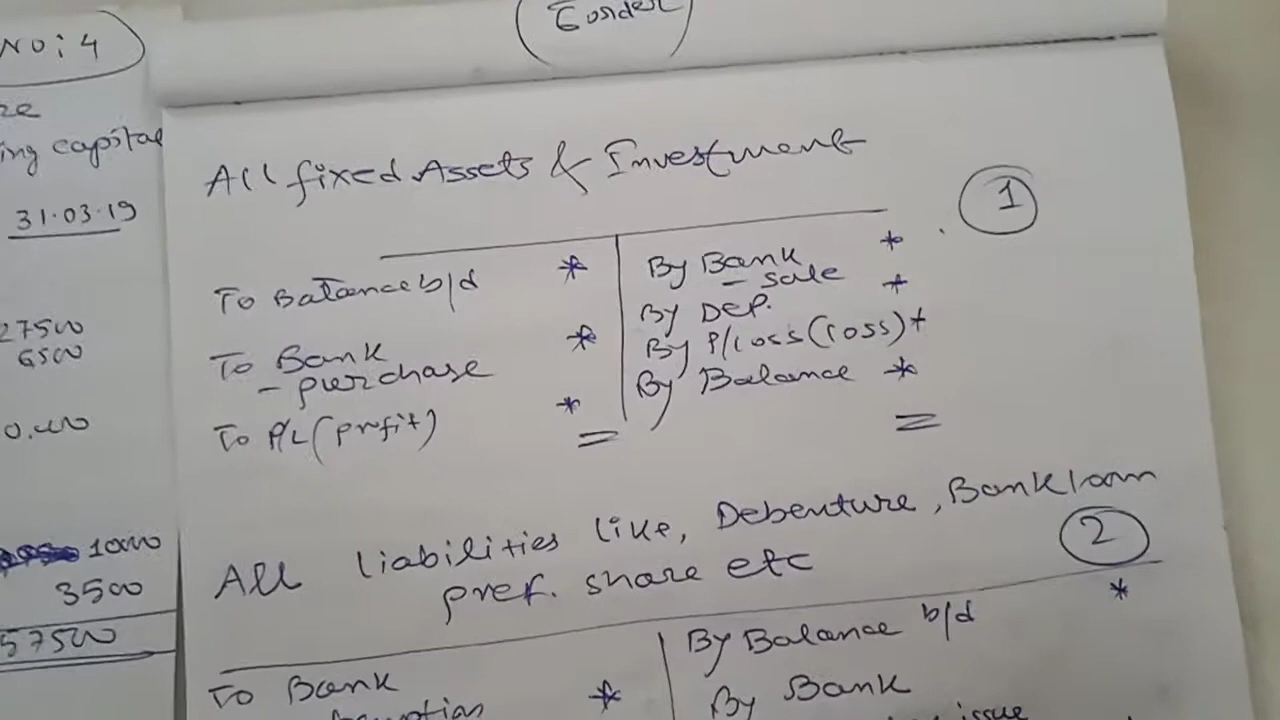 NO: 4
ing capital
31.03.19
27500
6500
1000
3500
57500
All fixed Assets & Investment
1
To Balance b/d *
By Bank *
- sale
To Bank *
- purchase
By Dep. *
By P/Loss (Loss) *
To P/L (profit) *
By Balance *
=
=
All liabilities like, Debenture, Bank loan
pref. share etc
2
By Balance b/d *
To Bank *
By Bank
issue